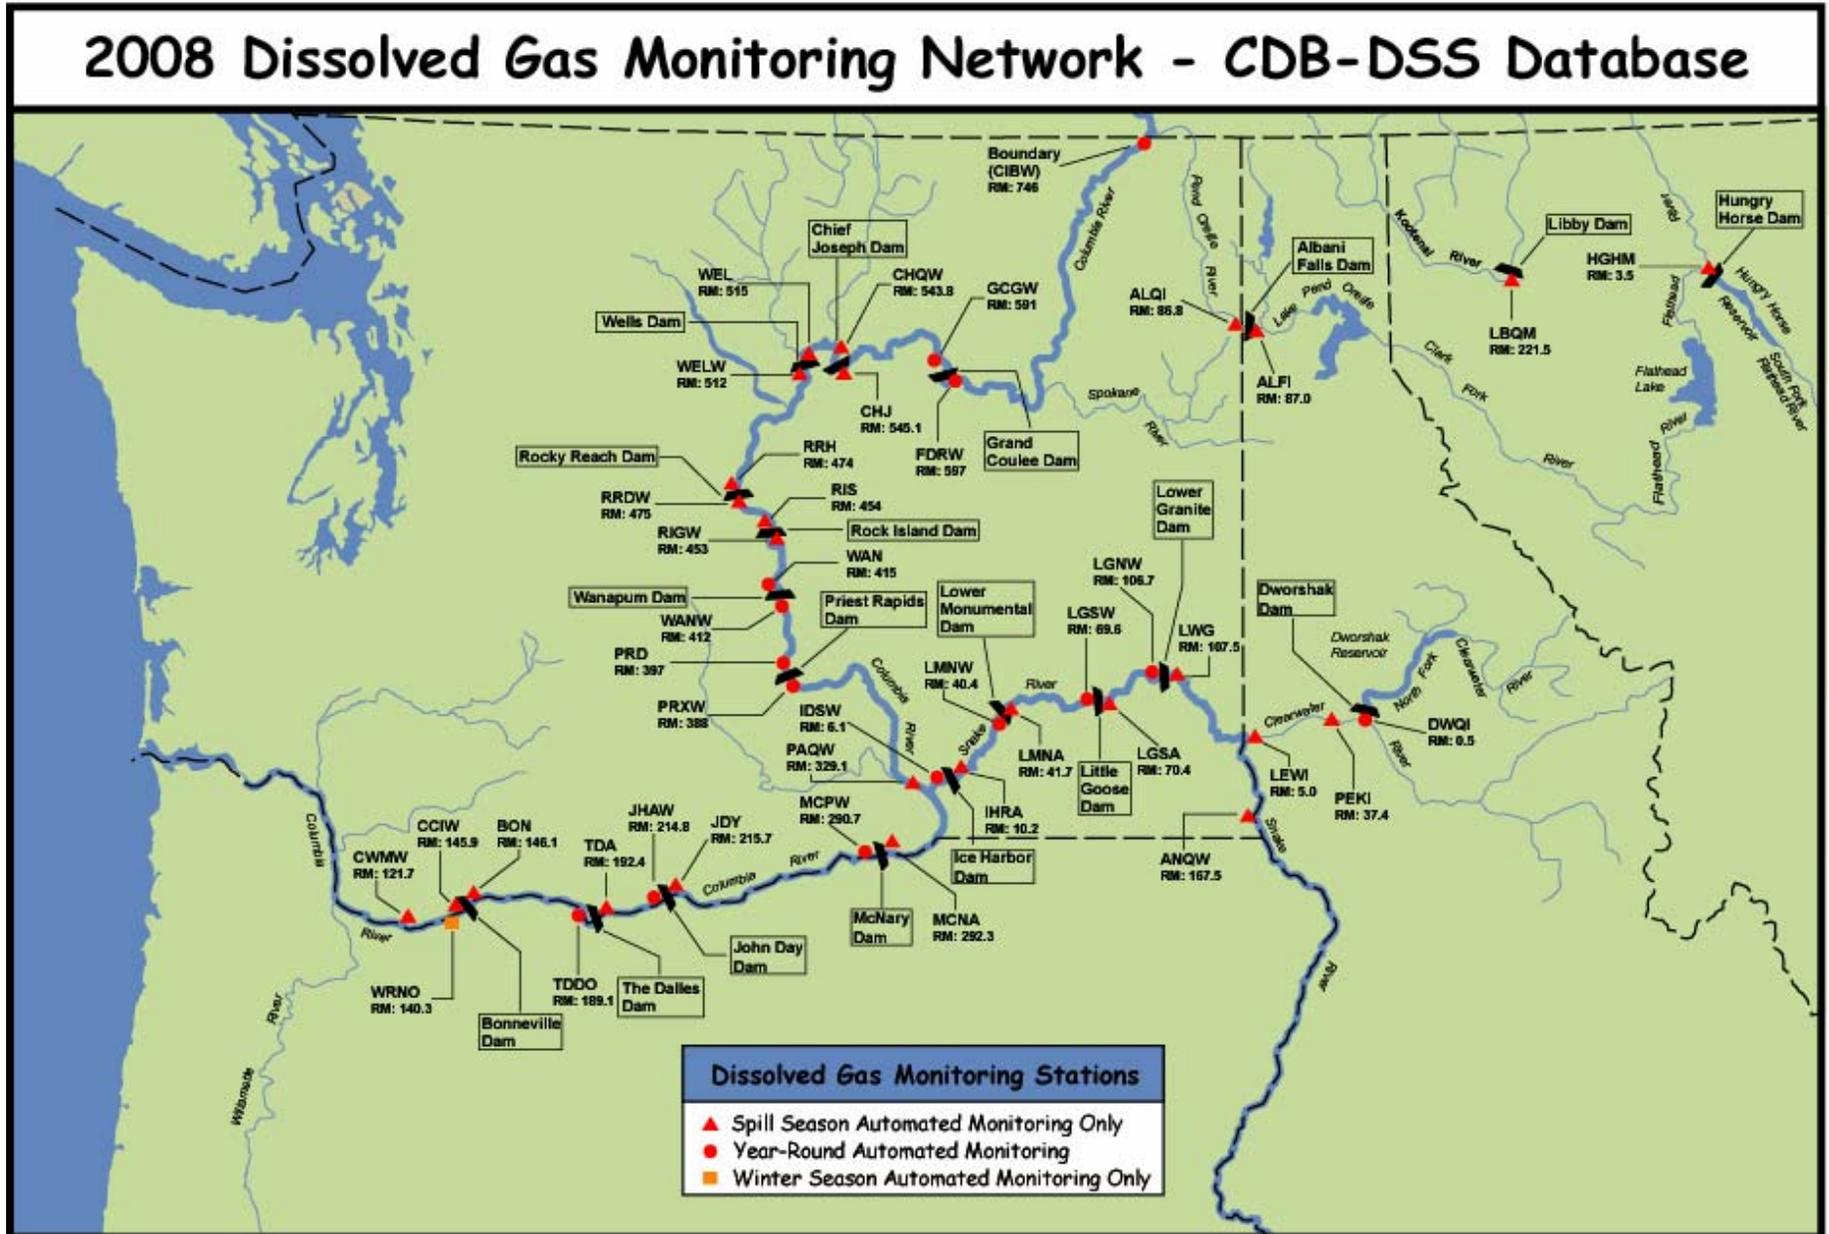 2008 Dissolved Gas Monitoring Network - CDB-DSS Database
Boundary
(CIBW)
RM: 746
Columbia River
Pend Oreille
River
Kootenai
River
Libby Dam
Hungry
Horse Dam
HGHM
RM: 3.5
Hungry Horse
Reservoir
South Fork
Flathead River
Flathead
Flathead
Lake
River
Flathead
LBQM
RM: 221.5
Albani
Falls Dam
ALQI
RM: 86.8
Lake Pend Oreille
ALFI
RM: 87.0
Clark
Fork
River
Chief
Joseph Dam
WEL
RM: 515
CHQW
RM: 543.8
GCGW
RM: 591
Wells Dam
WELW
RM: 512
CHJ
RM: 545.1
FDRW
RM: 597
Grand
Coulee Dam
Spokane
River
Rocky Reach Dam
RRH
RM: 474
RRDW
RM: 475
RIS
RM: 454
Rock Island Dam
RIGW
RM: 453
WAN
RM: 415
Wanapum Dam
WANW
RM: 412
Priest Rapids
Dam
PRD
RM: 397
PRXW
RM: 388
Columbia
River
Lower
Granite
Dam
LGNW
RM: 106.7
Lower
Monumental
Dam
LGSW
RM: 69.6
LWG
RM: 107.5
LMNW
RM: 40.4
River
Snake
IDSW
RM: 6.1
PAQW
RM: 329.1
LMNA
RM: 41.7
Little
Goose
Dam
LGSA
RM: 70.4
Dworshak
Dam
Dworshak
Reservoir
North Fork
Clearwater
River
Clearwater
River
DWQI
RM: 0.5
LEWI
RM: 5.0
PEKI
RM: 37.4
ANQW
RM: 167.5
Snake
River
IHRA
RM: 10.2
Ice Harbor
Dam
MCPW
RM: 290.7
McNary
Dam
MCNA
RM: 292.3
River
Columbia
JHAW
RM: 214.8
JDY
RM: 215.7
John Day
Dam
TDA
RM: 192.4
TDDO
RM: 189.1
The Dalles
Dam
CCIW
RM: 145.9
BON
RM: 146.1
CWMW
RM: 121.7
WRNO
RM: 140.3
Bonneville
Dam
Columbia
River
River
Dissolved Gas Monitoring Stations
Spill Season Automated Monitoring Only
Year-Round Automated Monitoring
Winter Season Automated Monitoring Only